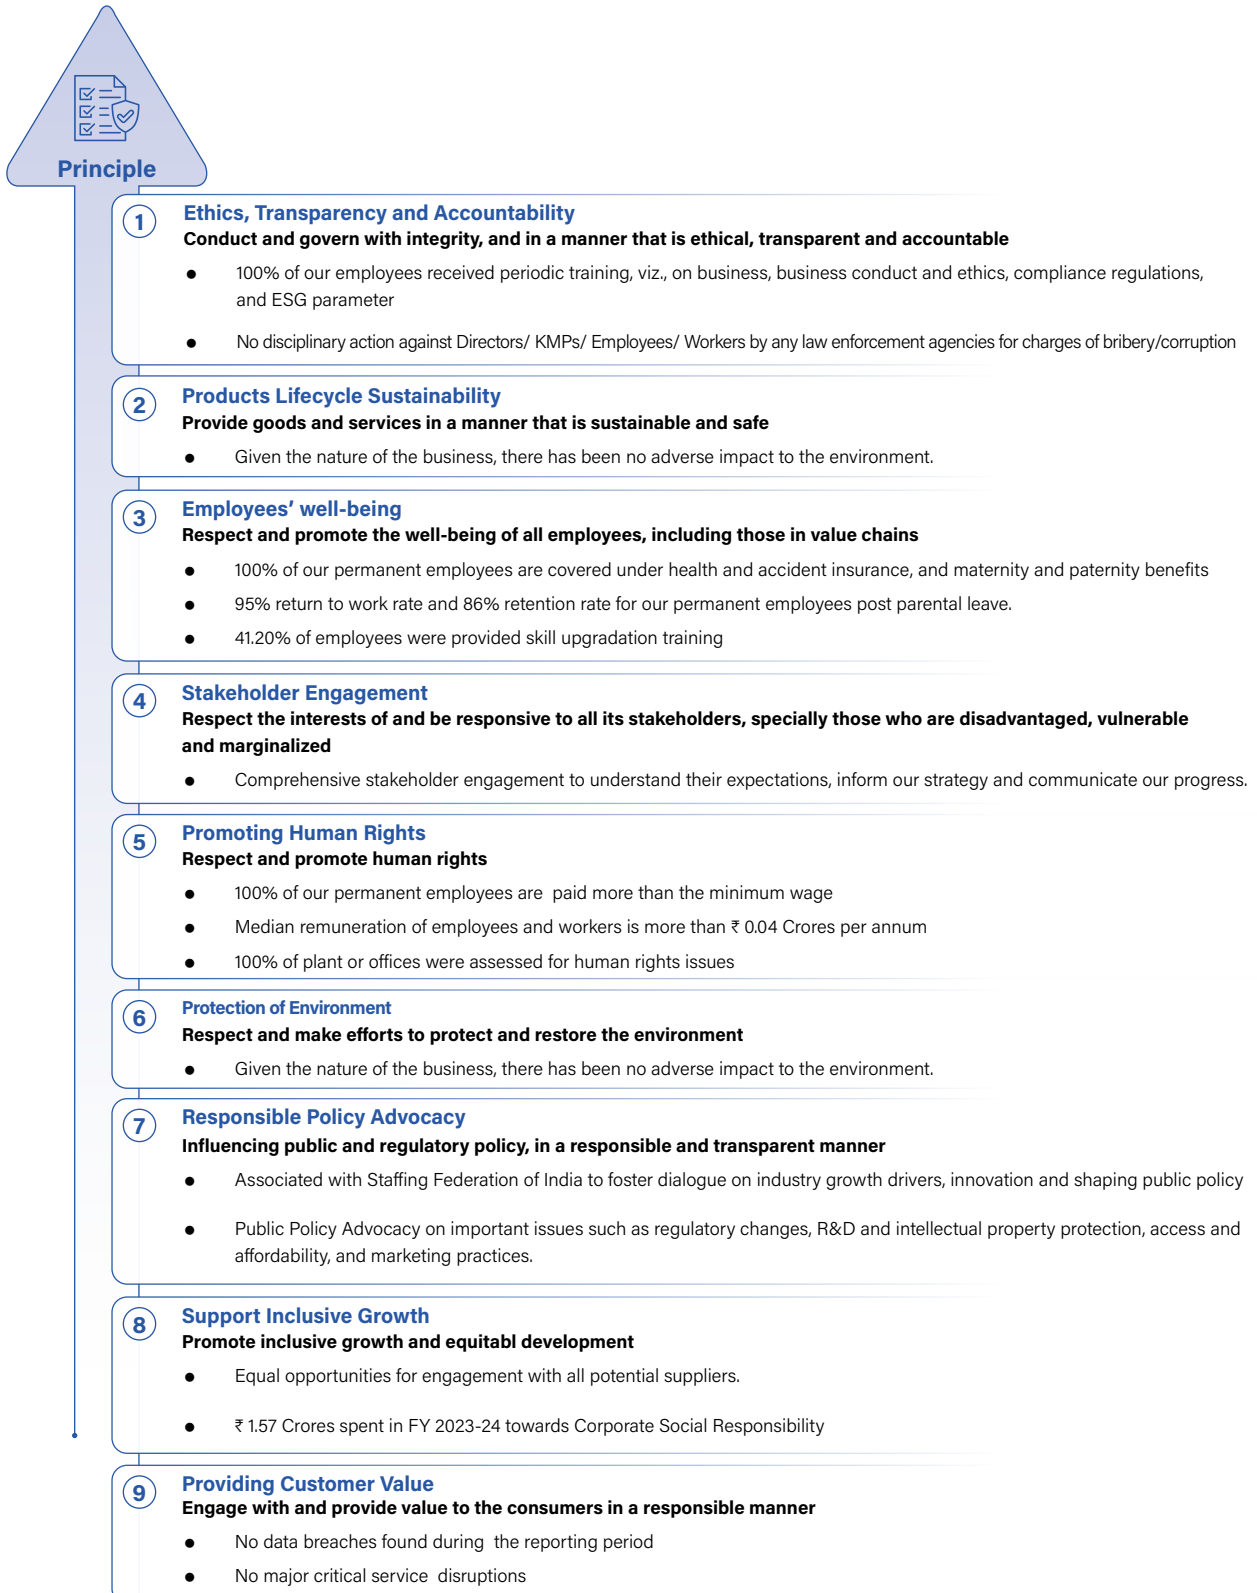 Principle
1
Ethics, Transparency and Accountability
Conduct and govern with integrity, and in a manner that is ethical, transparent and accountable
● 100% of our employees received periodic training, viz., on business, business conduct and ethics, compliance regulations,
and ESG parameter
● No disciplinary action against Directors/ KMPs/ Employees/ Workers by any law enforcement agencies for charges of bribery/corruption
2
Products Lifecycle Sustainability
Provide goods and services in a manner that is sustainable and safe
● Given the nature of the business, there has been no adverse impact to the environment.
3
Employees’ well-being
Respect and promote the well-being of all employees, including those in value chains
● 100% of our permanent employees are covered under health and accident insurance, and maternity and paternity benefits
● 95% return to work rate and 86% retention rate for our permanent employees post parental leave.
● 41.20% of employees were provided skill upgradation training
4
Stakeholder Engagement
Respect the interests of and be responsive to all its stakeholders, specially those who are disadvantaged, vulnerable
and marginalized
● Comprehensive stakeholder engagement to understand their expectations, inform our strategy and communicate our progress.
5
Promoting Human Rights
Respect and promote human rights
● 100% of our permanent employees are paid more than the minimum wage
● Median remuneration of employees and workers is more than ₹ 0.04 Crores per annum
● 100% of plant or offices were assessed for human rights issues
6
Protection of Environment
Respect and make efforts to protect and restore the environment
● Given the nature of the business, there has been no adverse impact to the environment.
7
Responsible Policy Advocacy
Influencing public and regulatory policy, in a responsible and transparent manner
● Associated with Staffing Federation of India to foster dialogue on industry growth drivers, innovation and shaping public policy
● Public Policy Advocacy on important issues such as regulatory changes, R&D and intellectual property protection, access and
affordability, and marketing practices.
8
Support Inclusive Growth
Promote inclusive growth and equitabl development
● Equal opportunities for engagement with all potential suppliers.
● ₹ 1.57 Crores spent in FY 2023-24 towards Corporate Social Responsibility
9
Providing Customer Value
Engage with and provide value to the consumers in a responsible manner
● No data breaches found during the reporting period
● No major critical service disruptions